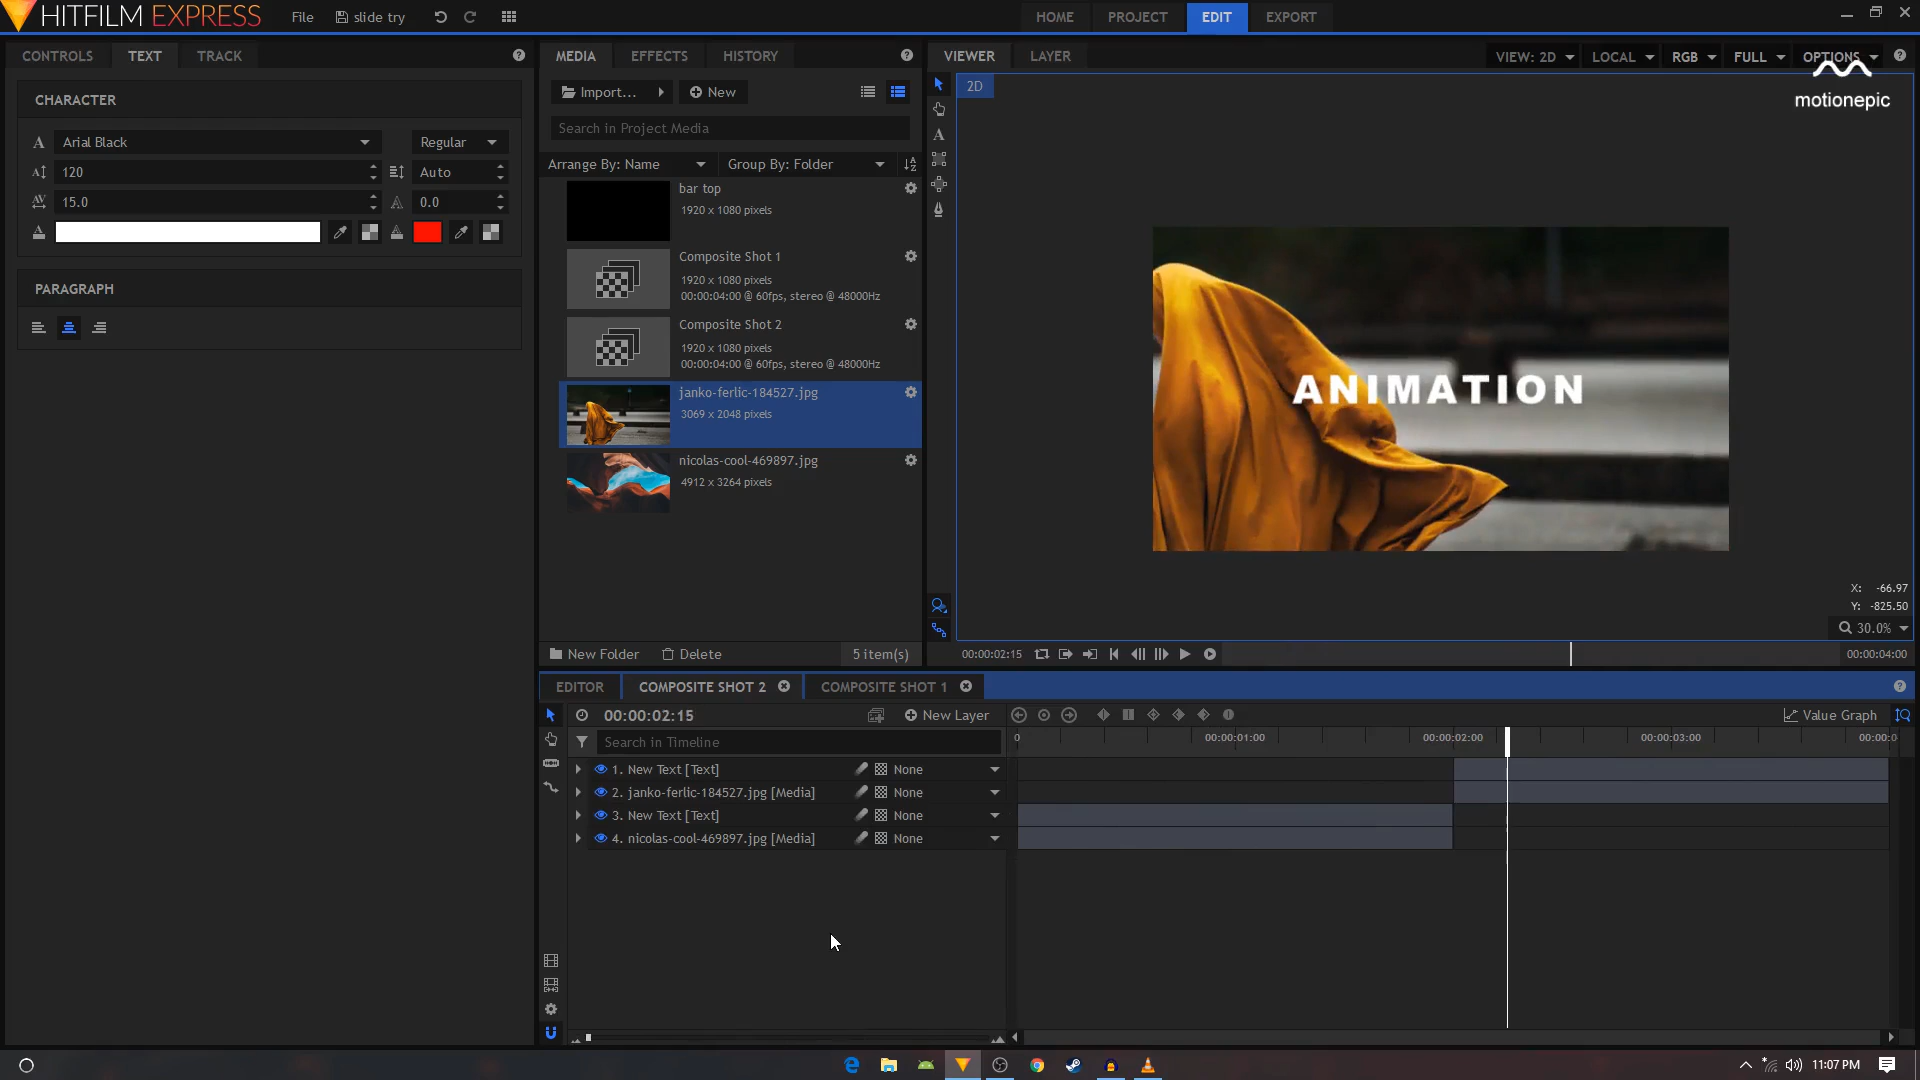 HITFILM EXPRESS
File
slide try
HOME
PROJECT
EDIT
EXPORT
CONTROLS
TEXT
TRACK
CHARACTER
Arial Black
Regular
120
Auto
15.0
0.0
PARAGRAPH
MEDIA
EFFECTS
HISTORY
Import...
New
Search in Project Media
Arrange By: Name
Group By: Folder
bar top
1920 x 1080 pixels
Composite Shot 1
1920 x 1080 pixels
00:00:04:00 @ 60fps, stereo @ 48000Hz
Composite Shot 2
1920 x 1080 pixels
00:00:04:00 @ 60fps, stereo @ 48000Hz
janko-ferlic-184527.jpg
3069 x 2048 pixels
nicolas-cool-469897.jpg
4912 x 3264 pixels
New Folder
Delete
5 item(s)
VIEWER
LAYER
VIEW: 2D
LOCAL
RGB
FULL
OPTIONS
motionepic
2D
ANIMATION
X: -66.97
Y: -825.50
30.0%
00:00:02:15
00:00:04:00
EDITOR
COMPOSITE SHOT 2
COMPOSITE SHOT 1
00:00:02:15
New Layer
Value Graph
Search in Timeline
0
00:00:01:00
00:00:02:00
00:00:03:00
00:00:0
1. New Text [Text]
None
2. janko-ferlic-184527.jpg [Media]
None
3. New Text [Text]
None
4. nicolas-cool-469897.jpg [Media]
None
11:07 PM